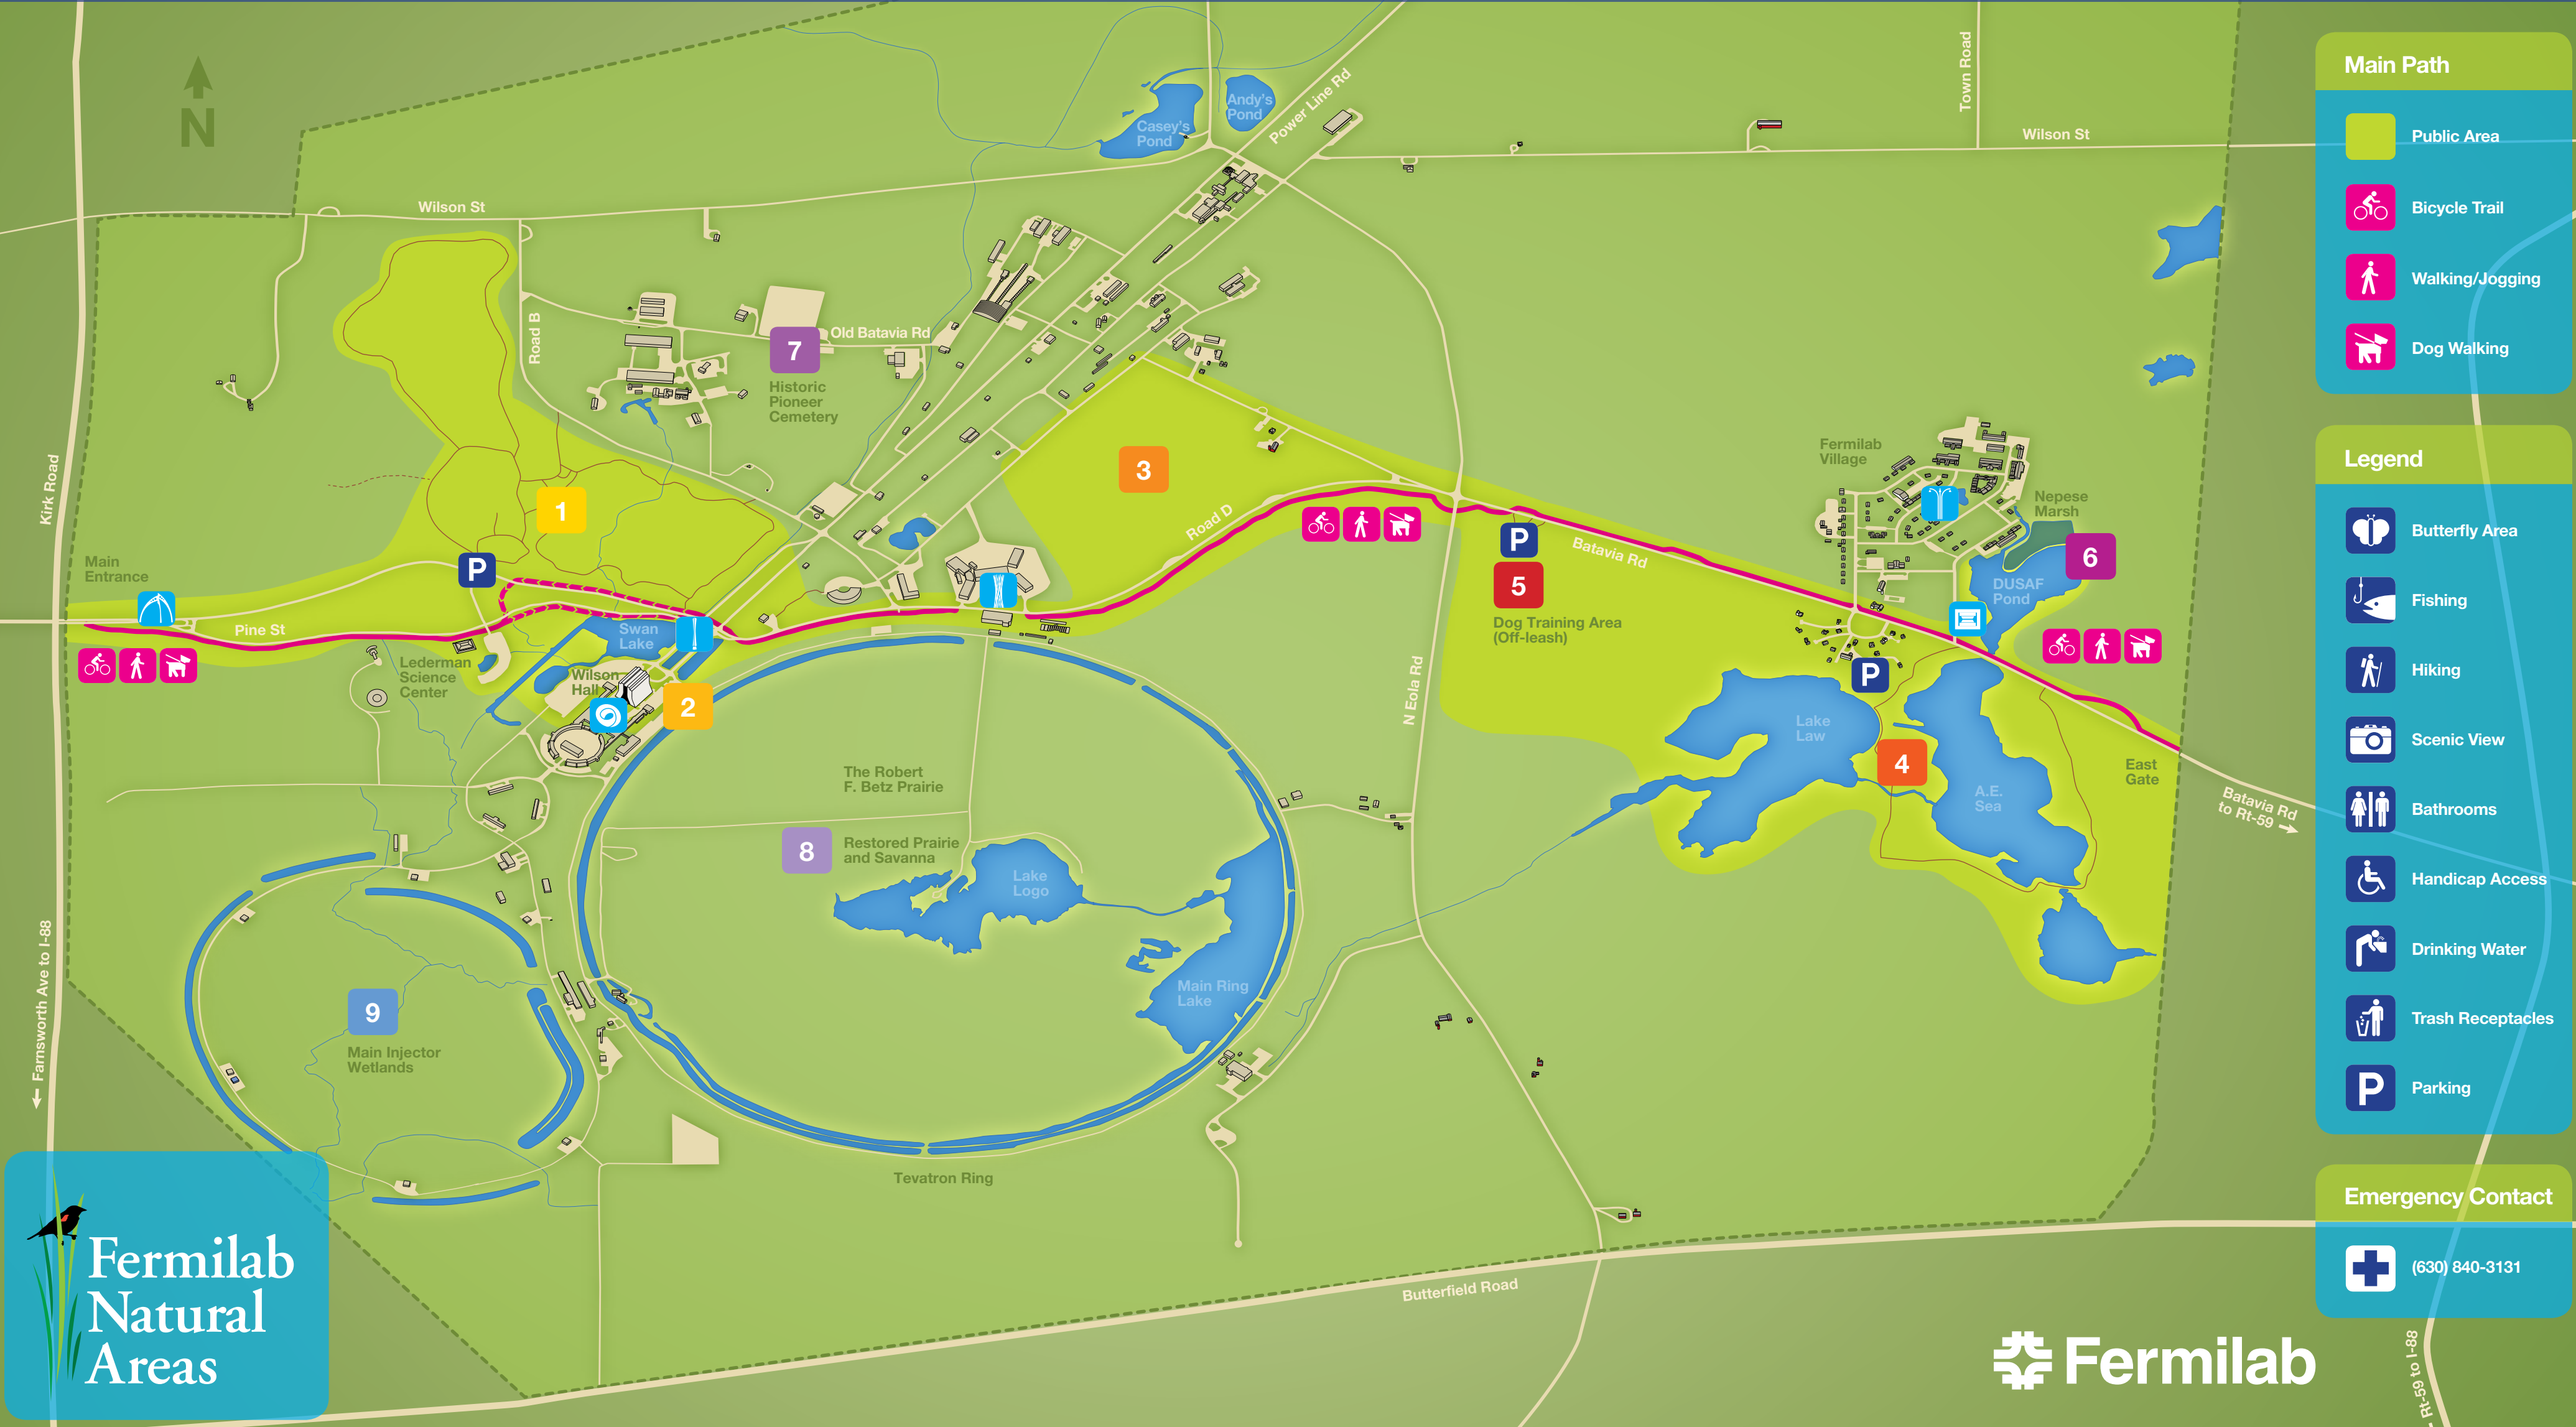 N
Casey's
Pond
Andy's
Pond
Power Line Rd
Town Road
Wilson St
Wilson St
Road B
Old Batavia Rd
7
Historic
Pioneer
Cemetery
Kirk Road
1
3
Road D
Main
Entrance
P
Pine St
Swan
Lake
Lederman
Science
Center
Wilson
Hall
2
P
5
Dog Training Area
(Off-leash)
Batavia Rd
N Eola Rd
Fermilab
Village
Nepese
Marsh
6
DUSAF
Pond
P
Lake
Law
4
A.E.
Sea
East
Gate
Batavia Rd
to Rt-59
The Robert
F. Betz Prairie
8
Restored Prairie
and Savanna
Lake
Logo
Main Ring
Lake
9
Main Injector
Wetlands
Farnsworth Ave to I-88
Tevatron Ring
Butterfield Road
Rt-59 to I-88
Fermilab
Natural
Areas
Fermilab
Main Path
Public Area
Bicycle Trail
Walking/Jogging
Dog Walking
Legend
Butterfly Area
Fishing
Hiking
Scenic View
Bathrooms
Handicap Access
Drinking Water
Trash Receptacles
P Parking
Emergency Contact
(630) 840-3131